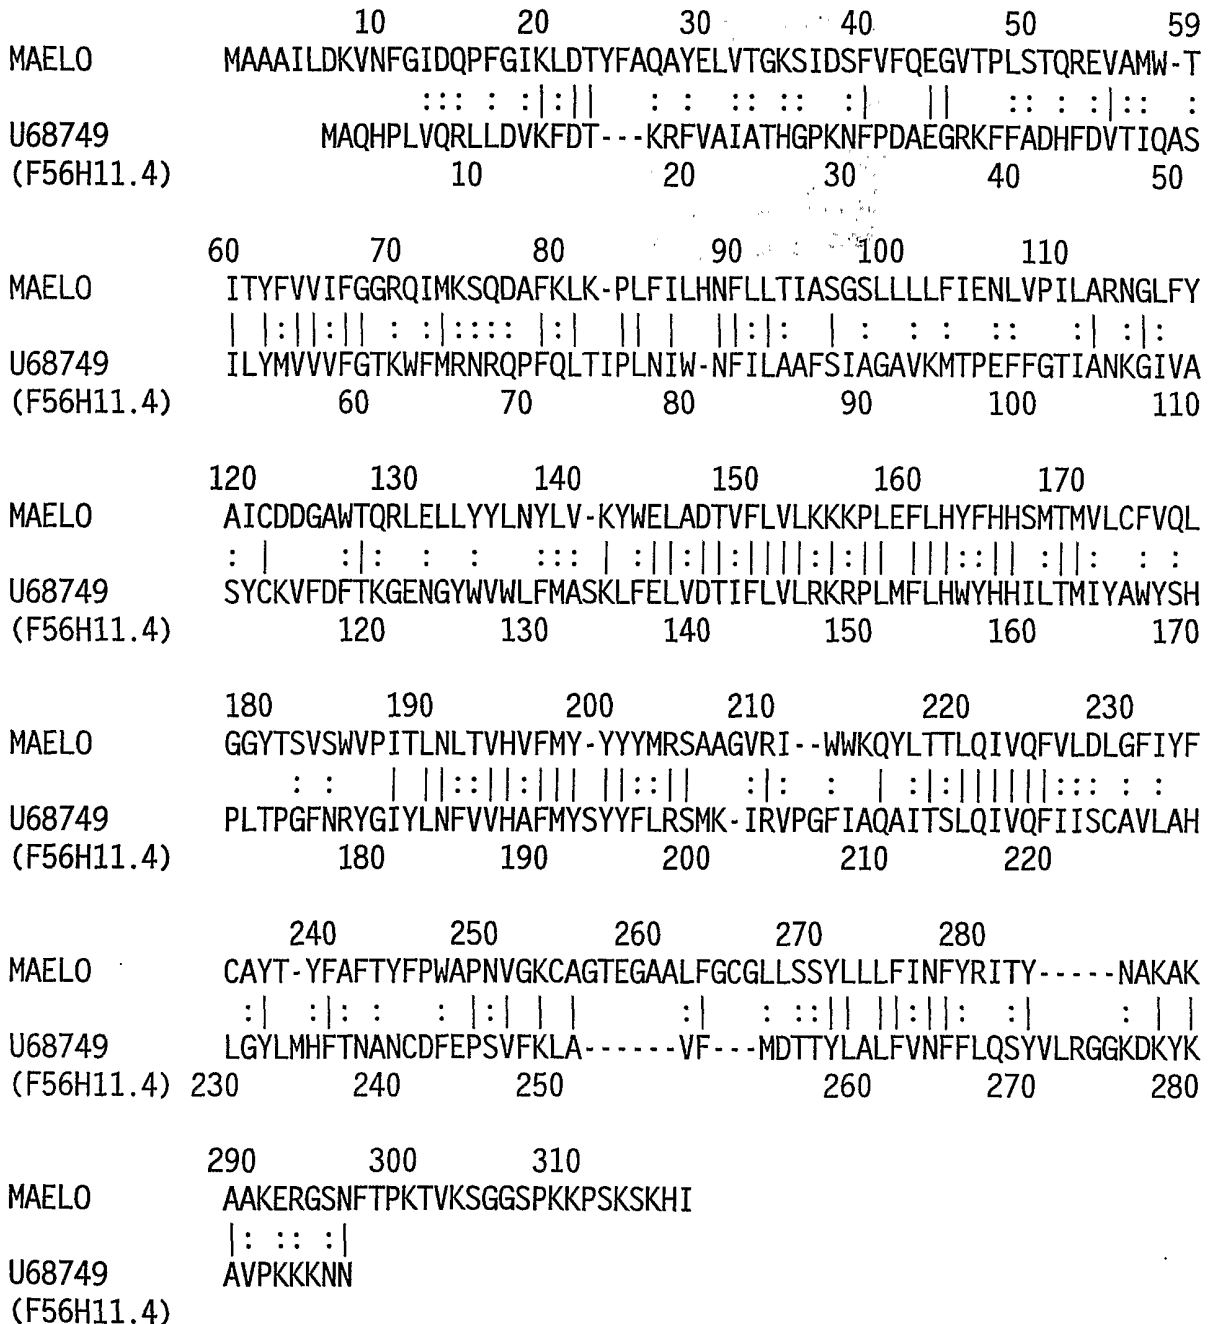 10 20 30 40 50 59
MAELO MAAAILDKVNFGIDQPFGIKLDTYFAQAYELVTGKSIDSFVFQEGVTPLSTQREVAMW-T
::: : :|:|| : : :: :: :| || :: : :|:: :
U68749 MAQHPLVQRLLDVKFDT---KRFVAIATHGPKNFPDAEGRKFFADHFDVTIQAS
(F56H11.4) 10 20 30 40 50
60 70 80 90 100 110
MAELO ITYFVVIFGGRQIMKSQDAFKLK-PLFILHNFLLTIASGSLLLLFIENLVPILARNGLFY
| |:||:|| : :|:::: |:| || | ||:|: | : : : :: :| :|:
U68749 ILYMVVVFGTKWFMRNRQPFQLTIPLNIW-NFILAAFSIAGAVKMTPEFFGTIANKGIVA
(F56H11.4) 60 70 80 90 100 110
120 130 140 150 160 170
MAELO AICDDGAWTQRLELLYYLNYLV-KYWELADTVFLVLKKKPLEFLHYFHHSMTMVLCFVQL
: | :|: : : ::: | :||:||:||||:|:|| |||::|| :||: : :
U68749 SYCKVFDFTKGENGYWVWLFMASKLFELVDTIFLVLRKRPLMFLHWYHHILTMIYAWYSH
(F56H11.4) 120 130 140 150 160 170
180 190 200 210 220 230
MAELO GGYTSVSWVPITLNLTVHVFMY-YYYMRSAAGVRI--WWKQYLTTLQIVQFVLDLGFIYF
: : | ||::||:||| ||::|| :|: : | :|:||||||::: : :
U68749 PLTPGFNRYGIYLNFVVHAFMYSYYFLRSMK-IRVPGFIAQAITSLQIVQFIISCAVLAH
(F56H11.4) 180 190 200 210 220
240 250 260 270 280
MAELO CAYT-YFAFTYFPWAPNVGKCAGTEGAALFGCGLLSSYLLLFINFYRITY-----NAKAK
:| :|: : : |:| | | :| : ::|| ||:||: :| : | |
U68749 LGYLMHFTNANCDFEPSVFKLA------VF---MDTTYLALFVNFFLQSYVLRGGKDKYK
(F56H11.4) 230 240 250 260 270 280
290 300 310
MAELO AAKERGSNFTPKTVKSGGSPKKPSKSKHI
|: :: :|
U68749 AVPKKKNN
(F56H11.4)